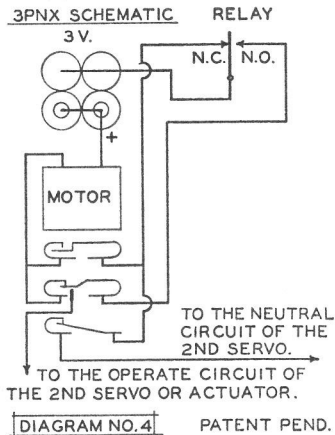 3PNX SCHEMATIC
3 V.
RELAY
N.C.
N.O.
+
MOTOR
TO THE NEUTRAL
CIRCUIT OF THE
2ND SERVO.
TO THE OPERATE CIRCUIT OF
THE 2ND SERVO OR ACTUATOR.
DIAGRAM NO. 4
PATENT PEND.